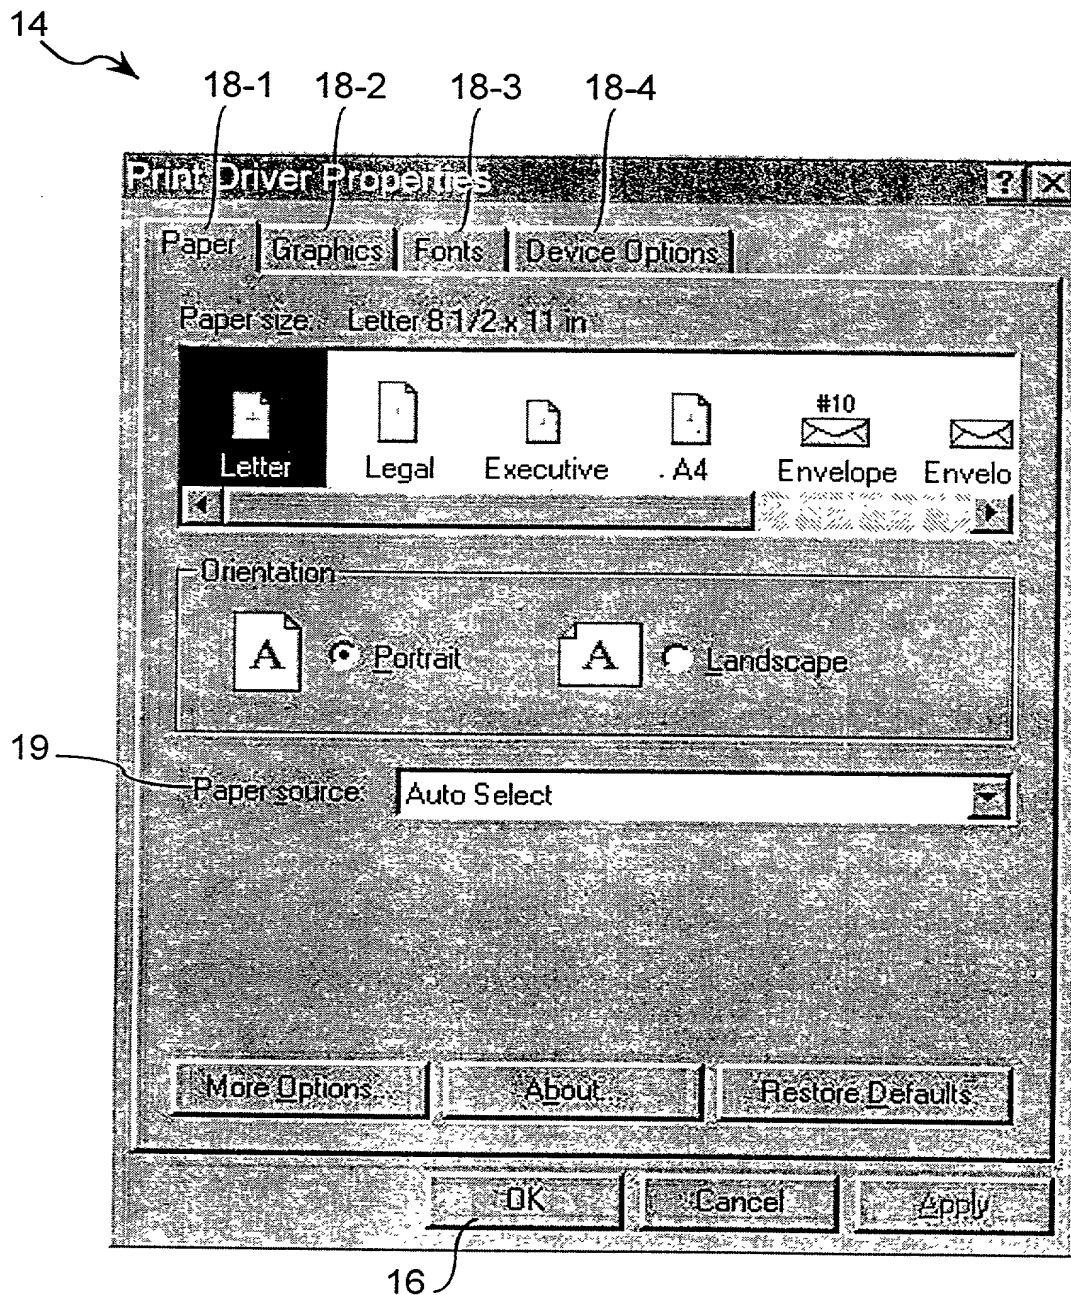 14
18-1 18-2 18-3 18-4
Print Driver Properties ?
Paper Graphics Fonts Device Options
Paper size: Letter 8 1/2 x 11 in
#10
Letter Legal Executive A4 Envelope Envelo
Orientation
A Portrait A Landscape
19
Paper source: Auto Select
More Options... About... Restore Defaults
OK Cancel Apply
16